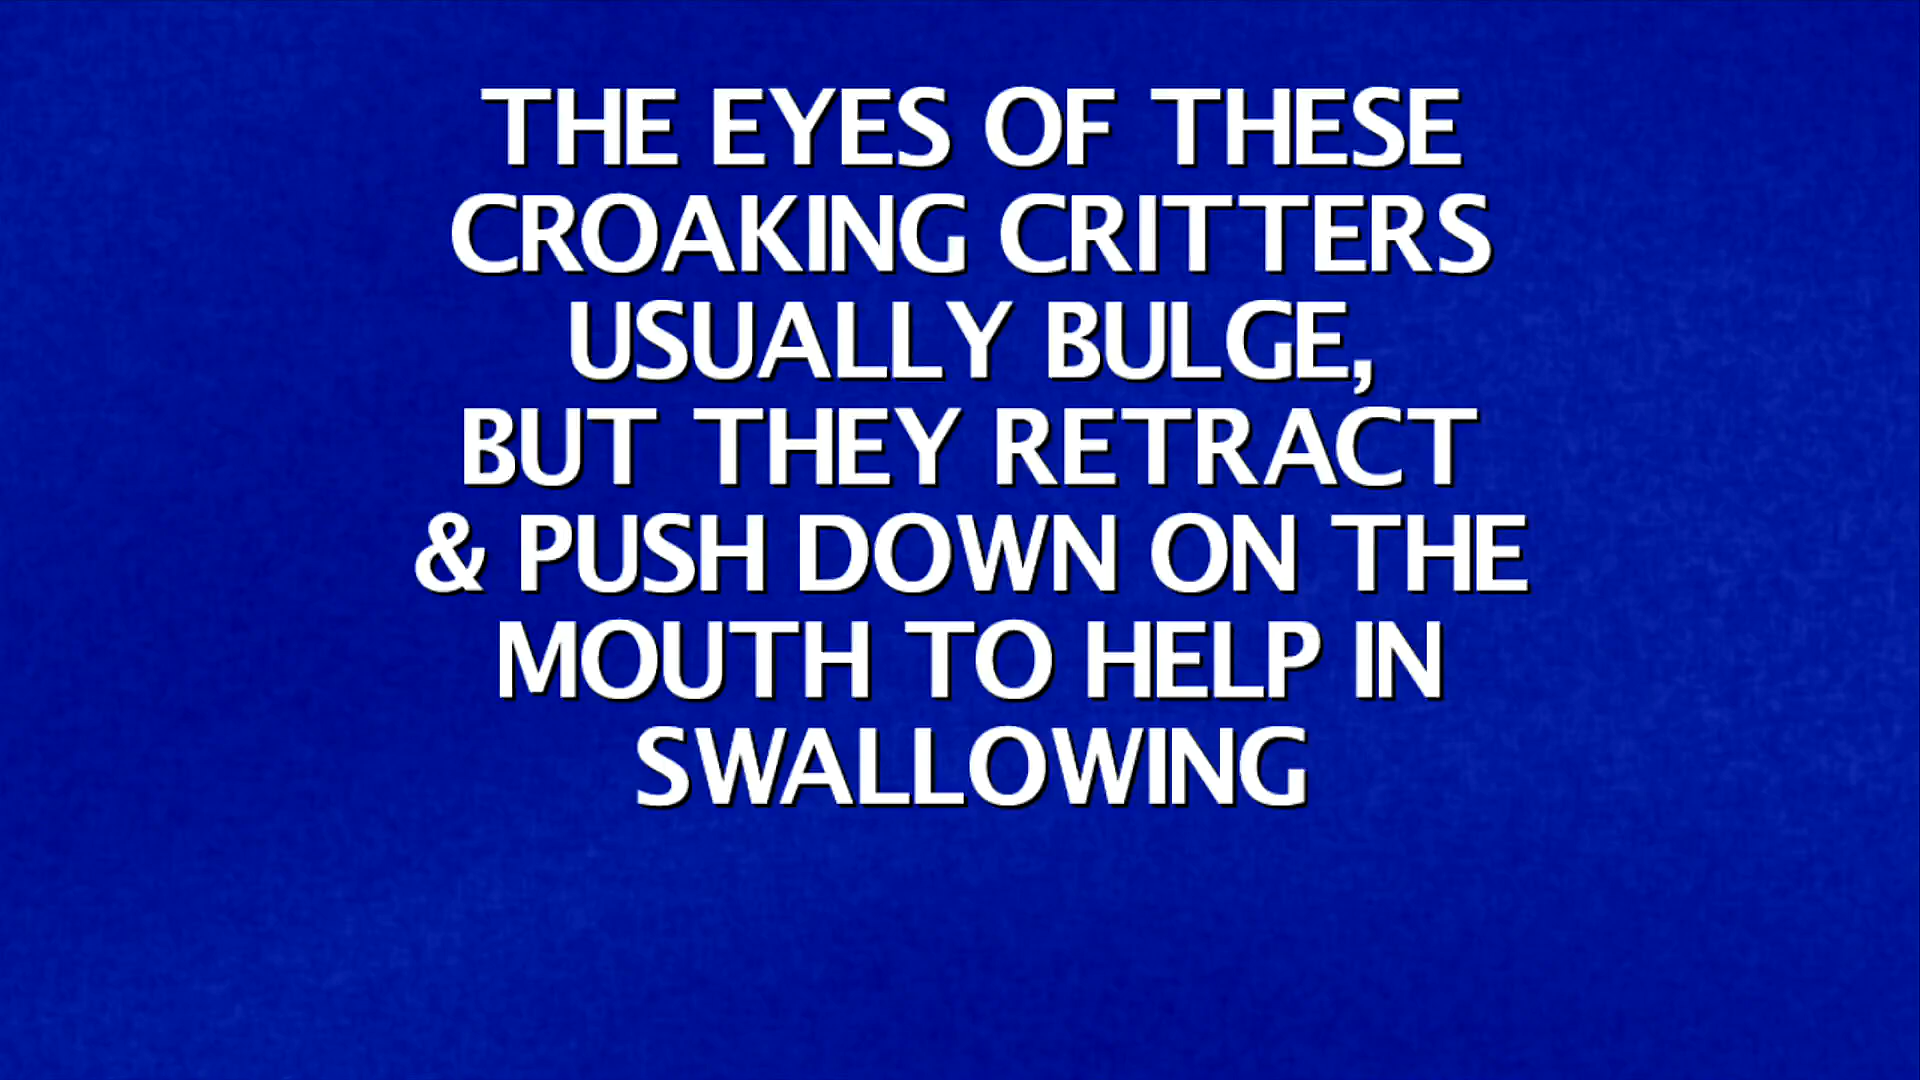 THE EYES OF THESE
CROAKING CRITTERS
USUALLY BULGE,
BUT THEY RETRACT
& PUSH DOWN ON THE
MOUTH TO HELP IN
SWALLOWING